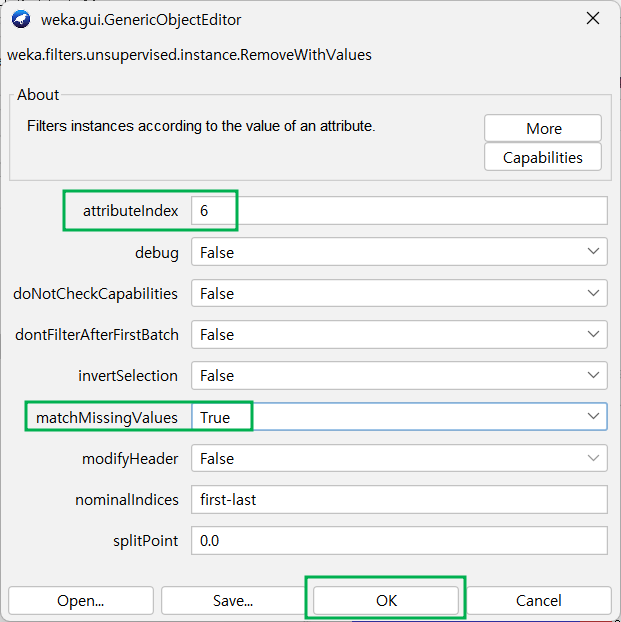 weka.gui.GenericObjectEditor
weka.filters.unsupervised.instance.RemoveWithValues
About
Filters instances according to the value of an attribute.
More
Capabilities
attributeIndex 6
debug False
doNotCheckCapabilities False
dontFilterAfterFirstBatch False
invertSelection False
matchMissingValues True
modifyHeader False
nominalIndices first-last
splitPoint 0.0
Open... Save... OK Cancel